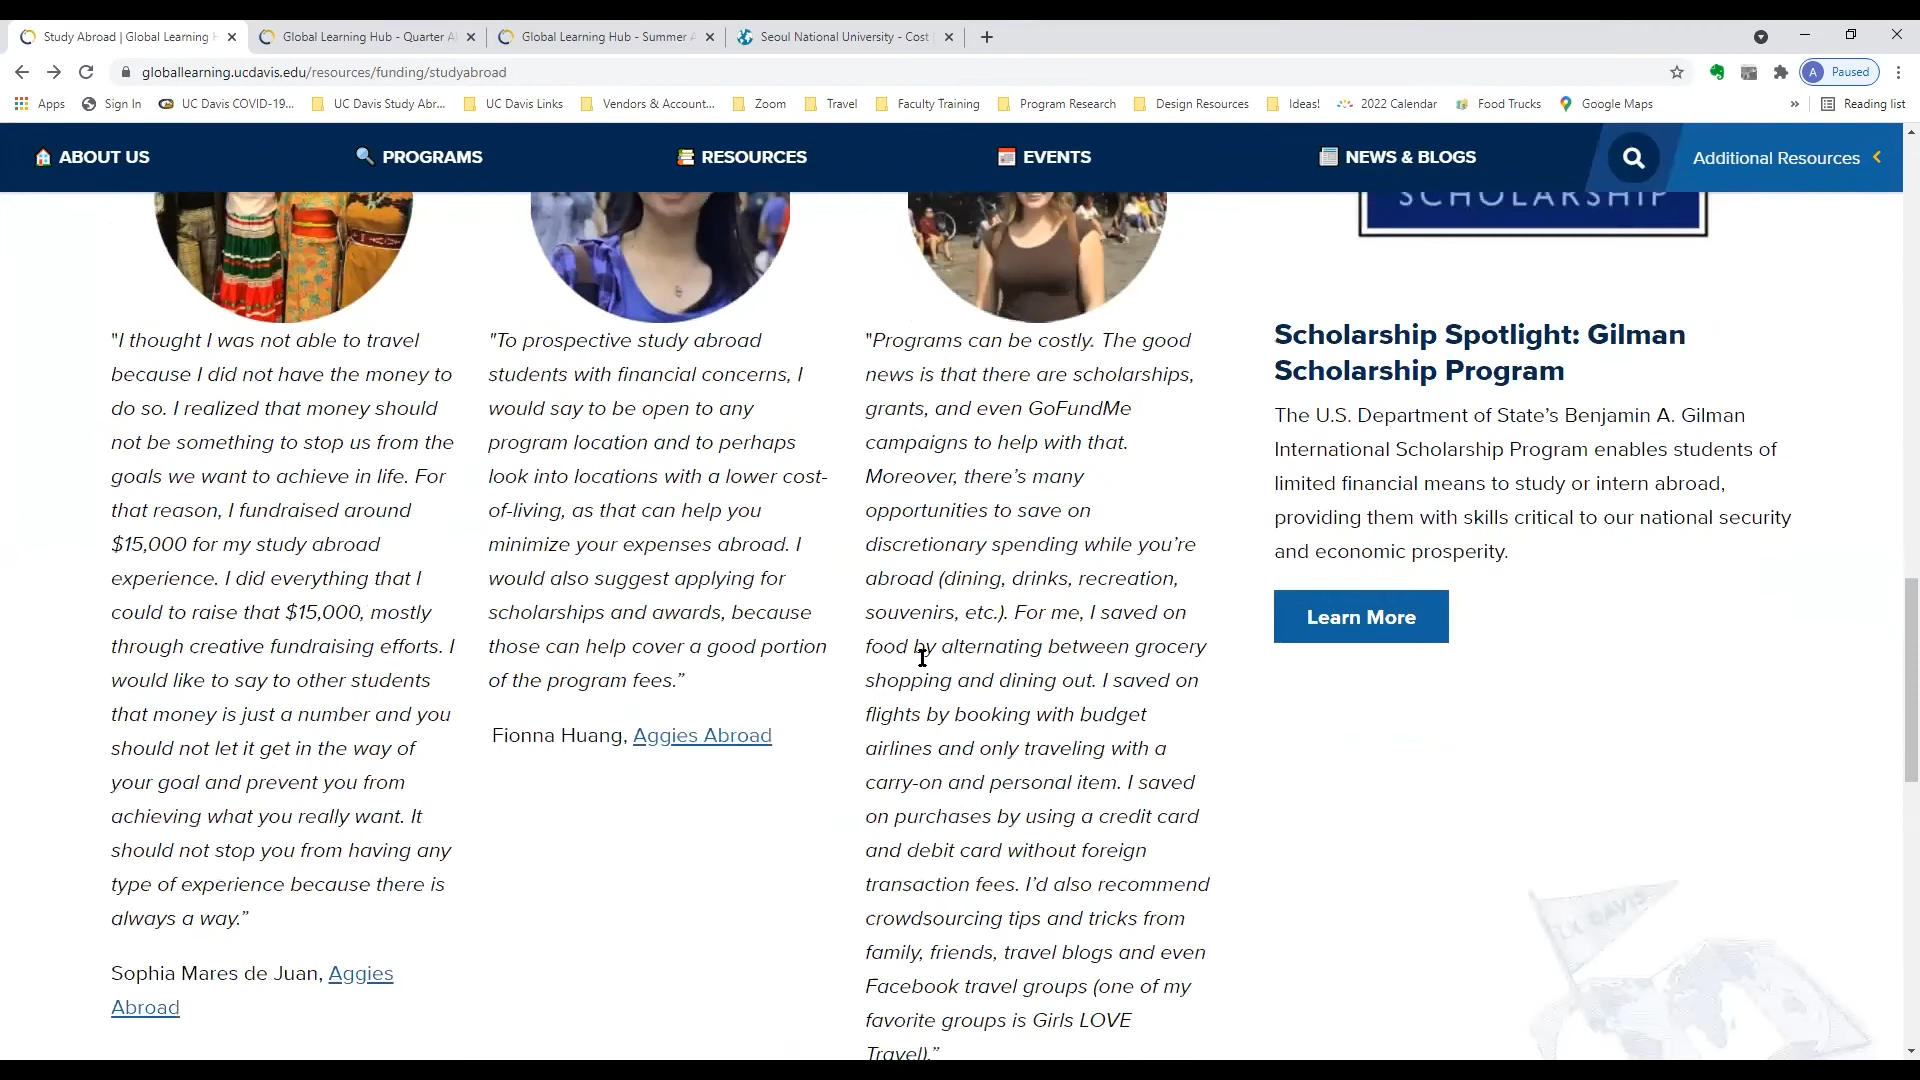 Study Abroad | Global Learning H
Global Learning Hub - Quarter A
Global Learning Hub - Summer A
Seoul National University - Cost
globallearning.ucdavis.edu/resources/funding/studyabroad
A Paused
Apps
Sign In
UC Davis COVID-19...
UC Davis Study Abr...
UC Davis Links
Vendors & Account...
Zoom
Travel
Faculty Training
Program Research
Design Resources
Ideas!
2022 Calendar
Food Trucks
Google Maps
»
Reading list
ABOUT US
PROGRAMS
RESOURCES
EVENTS
NEWS & BLOGS
Additional Resources
SCHOLARSHIP
"I thought I was not able to travel
because I did not have the money to
do so. I realized that money should
not be something to stop us from the
goals we want to achieve in life. For
that reason, I fundraised around
$15,000 for my study abroad
experience. I did everything that I
could to raise that $15,000, mostly
through creative fundraising efforts. I
would like to say to other students
that money is just a number and you
should not let it get in the way of
your goal and prevent you from
achieving what you really want. It
should not stop you from having any
type of experience because there is
always a way.”
Sophia Mares de Juan, Aggies
Abroad
"To prospective study abroad
students with financial concerns, I
would say to be open to any
program location and to perhaps
look into locations with a lower cost-
of-living, as that can help you
minimize your expenses abroad. I
would also suggest applying for
scholarships and awards, because
those can help cover a good portion
of the program fees.”
Fionna Huang, Aggies Abroad
"Programs can be costly. The good
news is that there are scholarships,
grants, and even GoFundMe
campaigns to help with that.
Moreover, there’s many
opportunities to save on
discretionary spending while you’re
abroad (dining, drinks, recreation,
souvenirs, etc.). For me, I saved on
food by alternating between grocery
shopping and dining out. I saved on
flights by booking with budget
airlines and only traveling with a
carry-on and personal item. I saved
on purchases by using a credit card
and debit card without foreign
transaction fees. I’d also recommend
crowdsourcing tips and tricks from
family, friends, travel blogs and even
Facebook travel groups (one of my
favorite groups is Girls LOVE
Travel).”
Scholarship Spotlight: Gilman
Scholarship Program
The U.S. Department of State’s Benjamin A. Gilman
International Scholarship Program enables students of
limited financial means to study or intern abroad,
providing them with skills critical to our national security
and economic prosperity.
Learn More
UC DAVIS